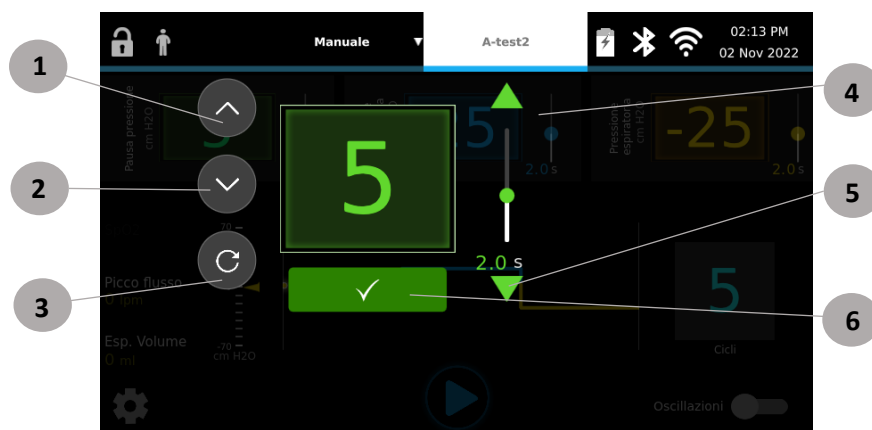 02:13 PM
Manuale
A-test2
02 Nov 2022
1
4
Pausa pressione
cm H2O
5
Pressione
espiratoria
cm H2O
-25
2.0 s
2.0 s
5
2
5
2.0 s
70
Picco flusso
0 lpm
3
5
6
Esp. Volume
0 ml
-70
cm H2O
Cicli
Oscillazioni